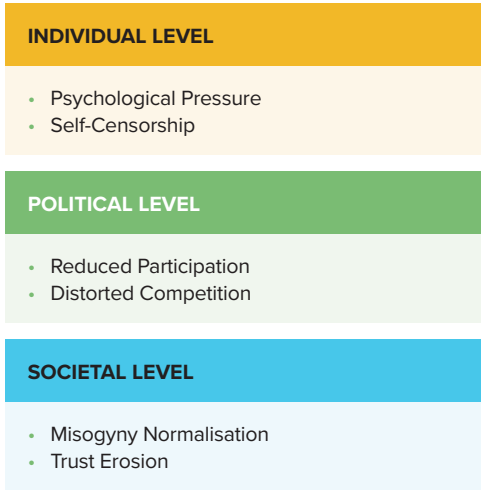 INDIVIDUAL LEVEL
• Psychological Pressure
• Self-Censorship
POLITICAL LEVEL
• Reduced Participation
• Distorted Competition
SOCIETAL LEVEL
• Misogyny Normalisation
• Trust Erosion